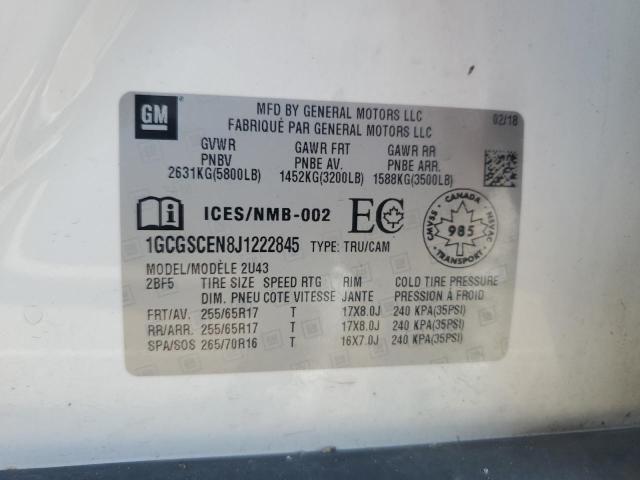 GM
MFD BY GENERAL MOTORS LLC
FABRIQUÉ PAR GENERAL MOTORS LLC
02/18
GVWR GAWR FRT GAWR RR
PNBV PNBE AV. PNBE ARR.
2631KG(5800LB) 1452KG(3200LB) 1588KG(3500LB)
i ICES/NMB-002 EC
CANADA
CMVSS 985 NSVAC
TRANSPORT
1GCGSCEN8J1222845 TYPE: TRU/CAM
MODEL/MODÈLE 2U43
2BF5 TIRE SIZE SPEED RTG RIM COLD TIRE PRESSURE
DIM. PNEU COTE VITESSE JANTE PRESSION À FROID
FRT/AV. 255/65R17 T 17X8.0J 240 KPA(35PSI)
RR/ARR. 255/65R17 T 17X8.0J 240 KPA(35PSI)
SPA/SOS 265/70R16 T 16X7.0J 240 KPA(35PSI)